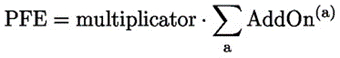 PFE = multiplicator · ∑ AddOn^(a)
a